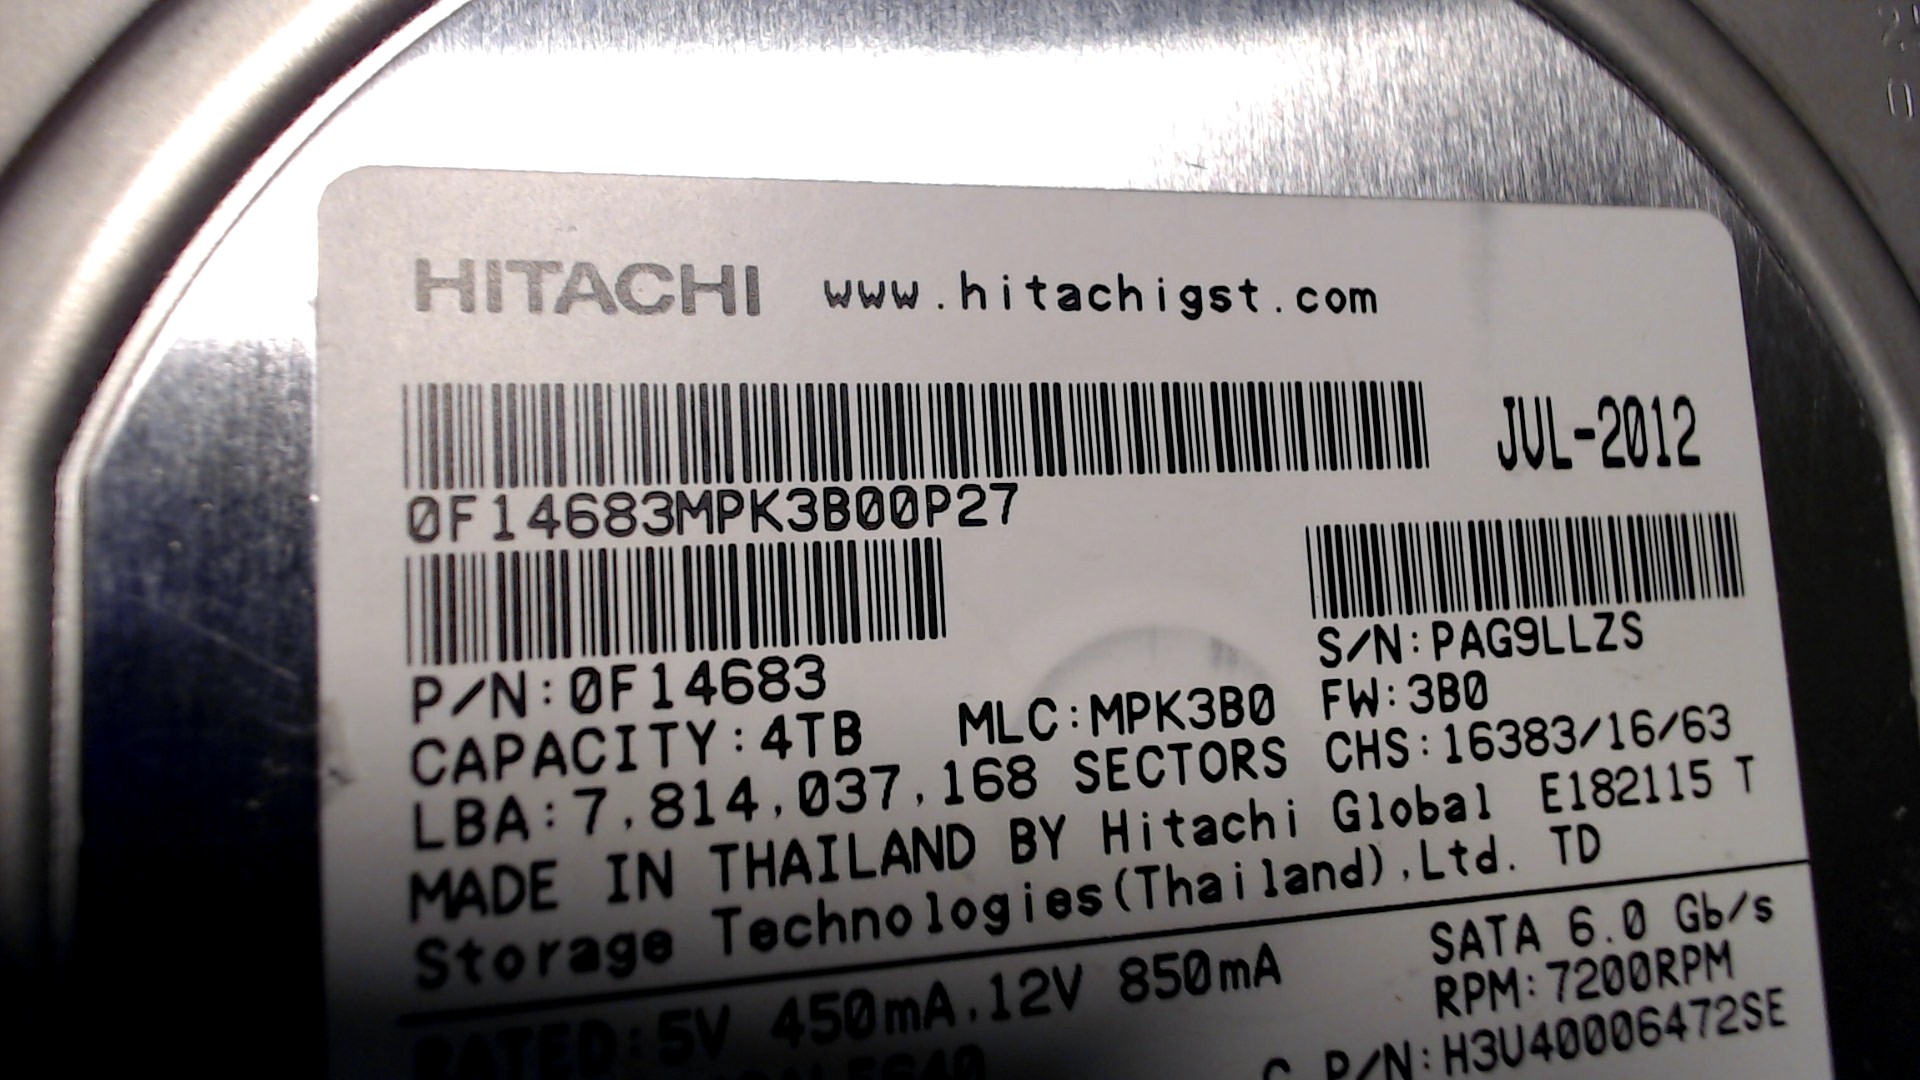 HITACHI www.hitachigst.com
JUL-2012
0F14683MPK3B00P27
S/N:PAG9LLZS
P/N:0F14683
FW:3B0
CAPACITY:4TB MLC:MPK3B0
CHS:16383/16/63
LBA:7,814,037,168 SECTORS
E182115 T
MADE IN THAILAND BY Hitachi Global
Storage Technologies(Thailand),Ltd. TD
SATA 6.0 Gb/s
RATED:5V 450mA,12V 850mA
RPM:7200RPM
P/N:H3U40006472SE